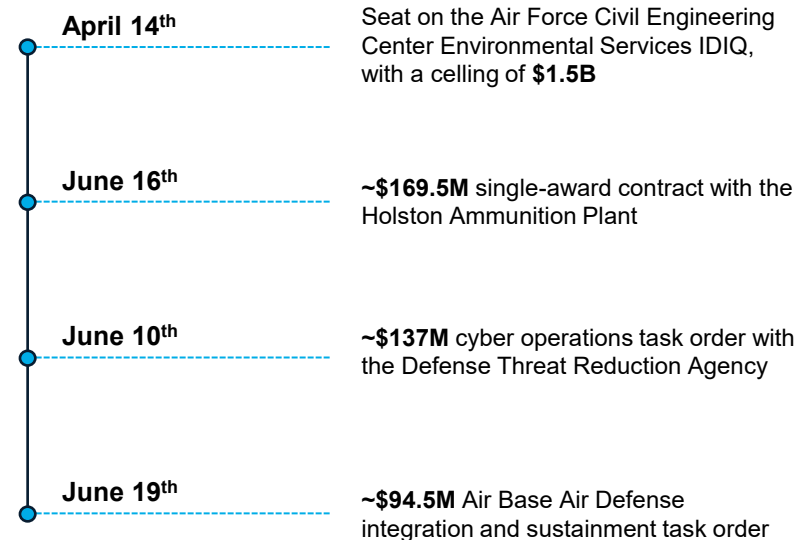 April 14th
Seat on the Air Force Civil Engineering
Center Environmental Services IDIQ,
with a celling of $1.5B
June 16th
~$169.5M single-award contract with the
Holston Ammunition Plant
June 10th
~$137M cyber operations task order with
the Defense Threat Reduction Agency
June 19th
~$94.5M Air Base Air Defense
integration and sustainment task order